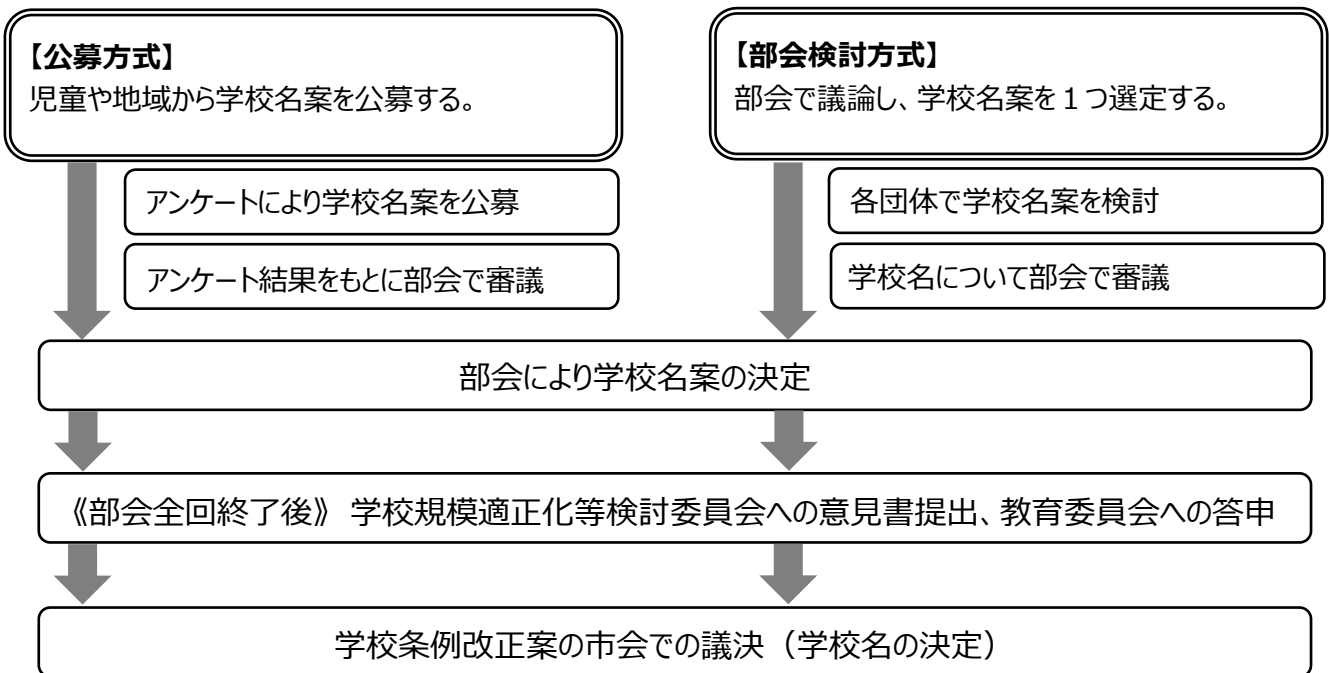 【公募方式】
児童や地域から学校名案を公募する。
アンケートにより学校名案を公募
アンケート結果をもとに部会で審議
【部会検討方式】
部会で議論し、学校名案を１つ選定する。
各団体で学校名案を検討
学校名について部会で審議
部会により学校名案の決定
《部会全回終了後》 学校規模適正化等検討委員会への意見書提出、教育委員会への答申
学校条例改正案の市会での議決（学校名の決定）